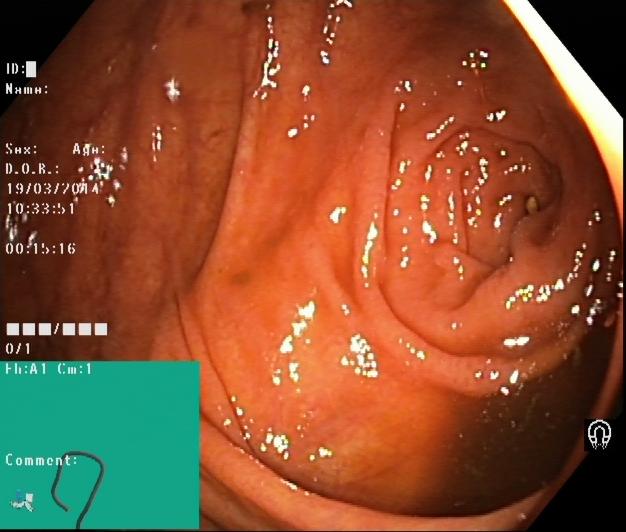 ID:
Name:
Sex: Age:
D.O.B.:
19/03/2014
10:33:51
00:15:16
■■■/■■■
0/1
Eh:A1 Cm:1
Comment: